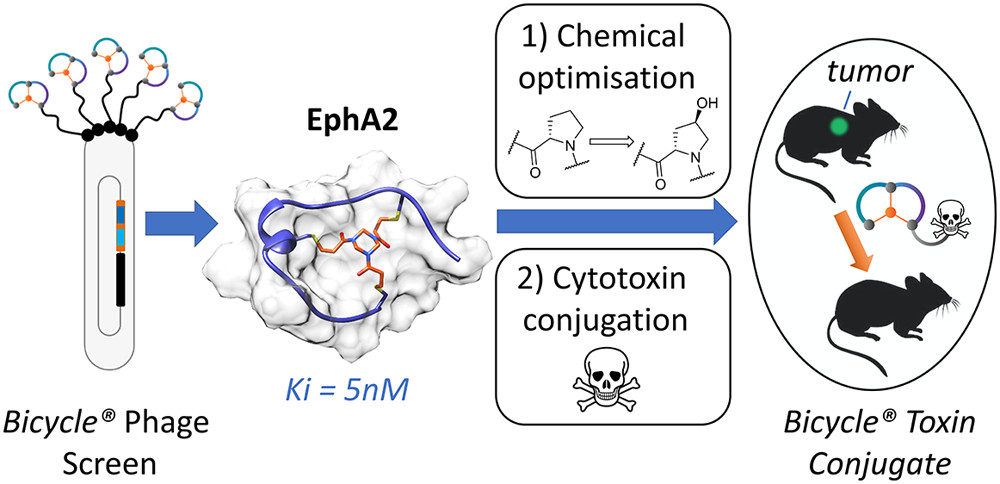 Bicycle® Phage
Screen
EphA2
Ki = 5nM
1) Chemical
optimisation
N
O
OH
N
O
2) Cytotoxin
conjugation
tumor
Bicycle® Toxin
Conjugate